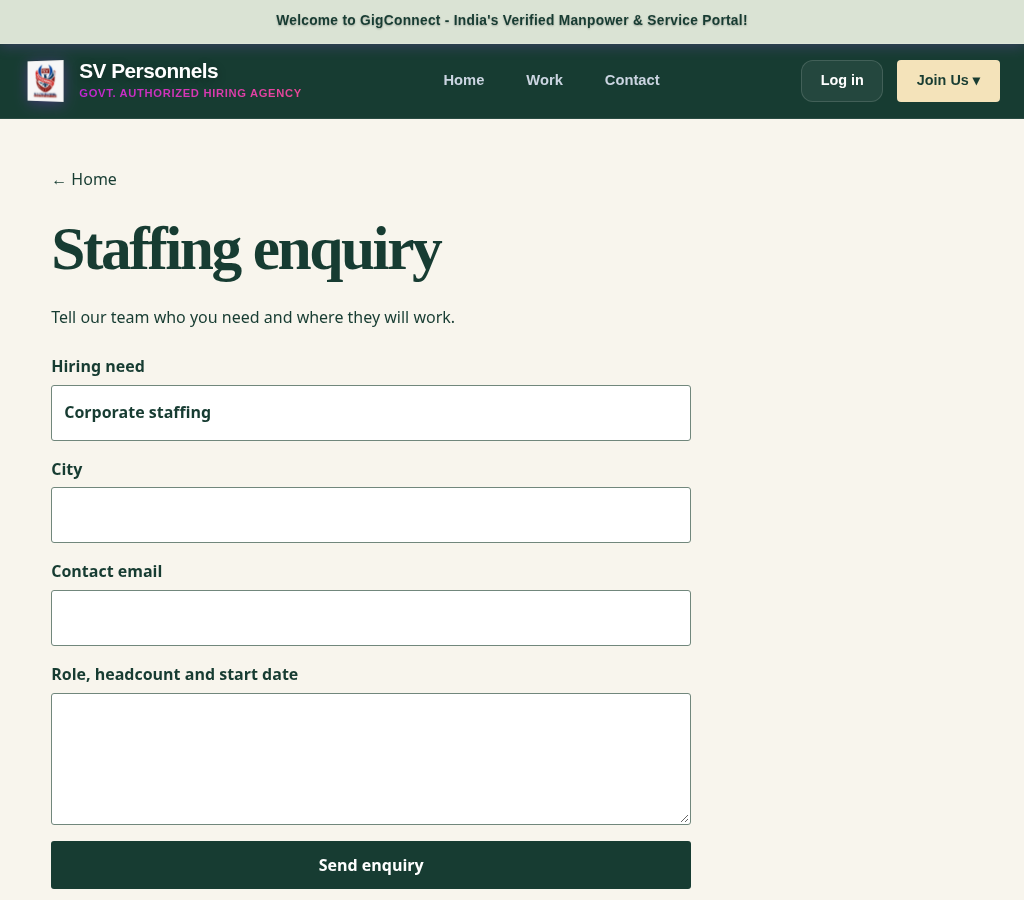 Welcome to GigConnect - India's Verified Manpower & Service Portal!
SV Personnels
GOVT. AUTHORIZED HIRING AGENCY
Home
Work
Contact
Log in
Join Us ▾
← Home
Staffing enquiry
Tell our team who you need and where they will work.
Hiring need
Corporate staffing
City
Contact email
Role, headcount and start date
Send enquiry